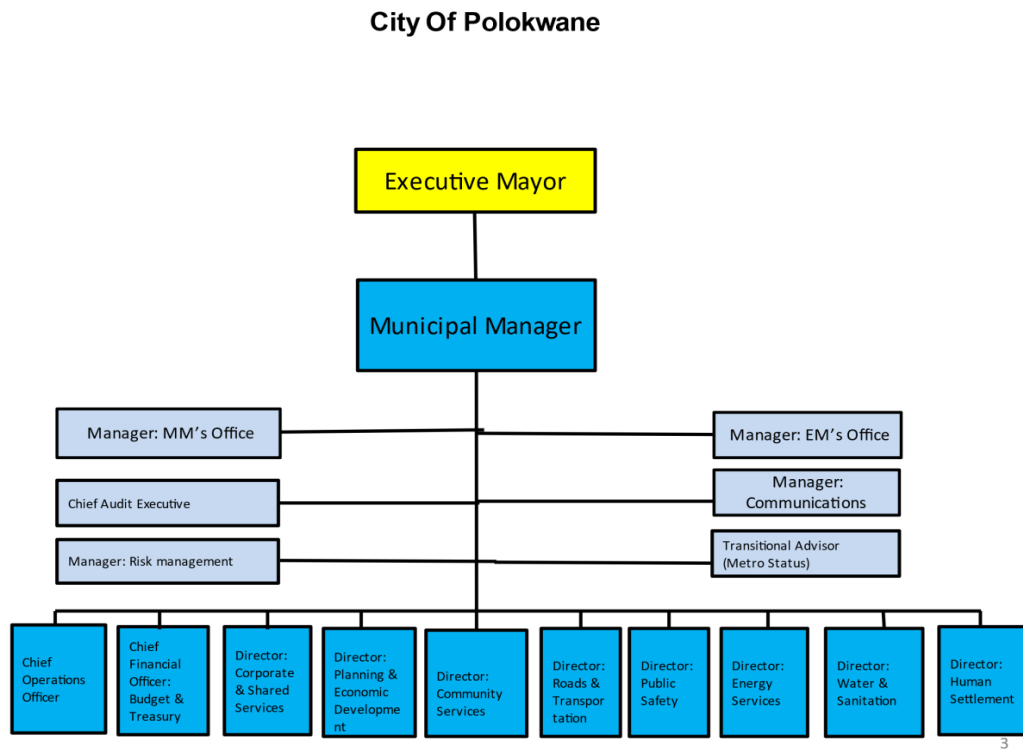 City Of Polokwane
Executive Mayor
Municipal Manager
Manager: MM's Office
Manager: EM's Office
Chief Audit Executive
Manager:
Communications
Manager: Risk management
Transitional Advisor
(Metro Status)
Chief
Operations
Officer
Chief
Financial
Officer:
Budget &
Treasury
Director:
Corporate
& Shared
Services
Director:
Planning &
Economic
Developme
nt
Director:
Community
Services
Director:
Roads &
Transpor
tation
Director:
Public
Safety
Director:
Energy
Services
Director:
Water &
Sanitation
Director:
Human
Settlement
3